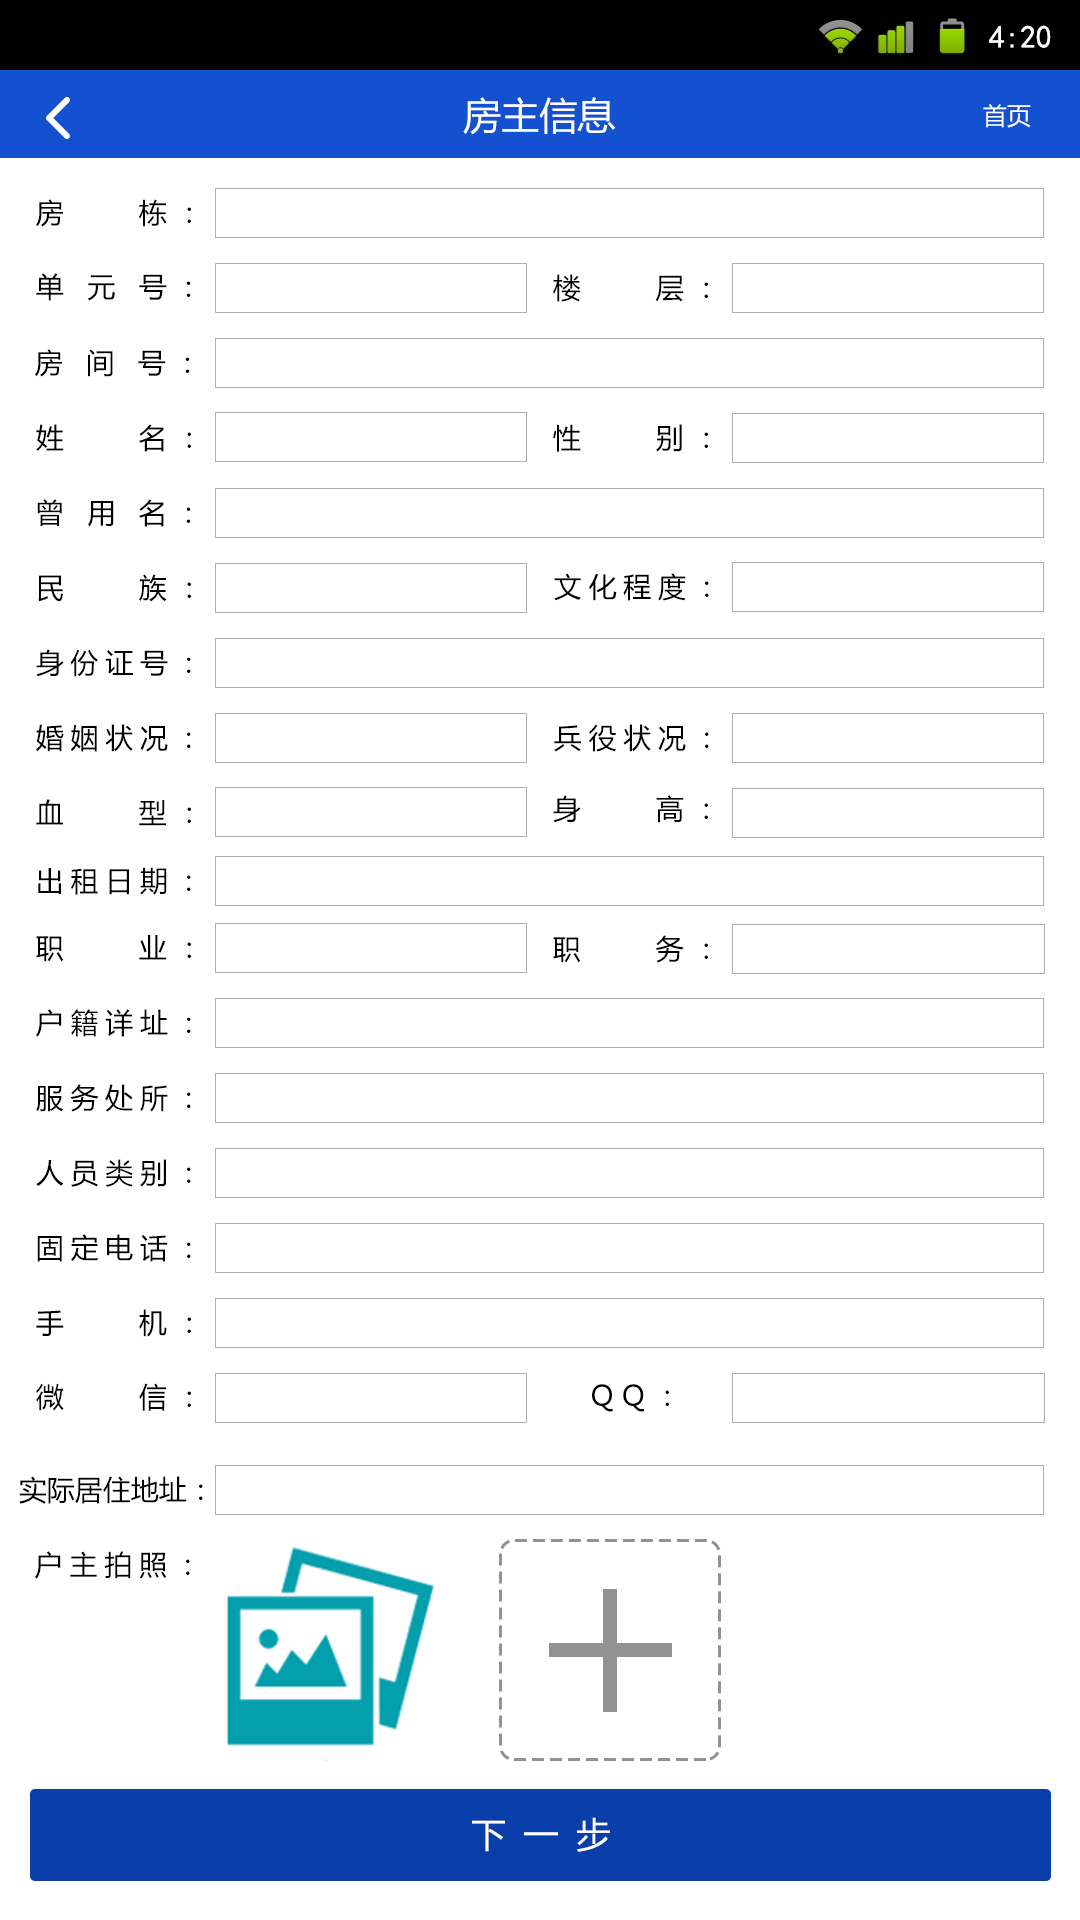 4:20
房主信息 首页
房 栋 :
单 元 号 : 楼 层 :
房 间 号 :
姓 名 : 性 别 :
曾 用 名 :
民 族 : 文化程度 :
身份证号 :
婚姻状况 : 兵役状况 :
血 型 : 身 高 :
出租日期 :
职 业 : 职 务 :
户籍详址 :
服务处所 :
人员类别 :
固定电话 :
手 机 :
微 信 : QQ :
实际居住地址 :
户主拍照 :
下一步